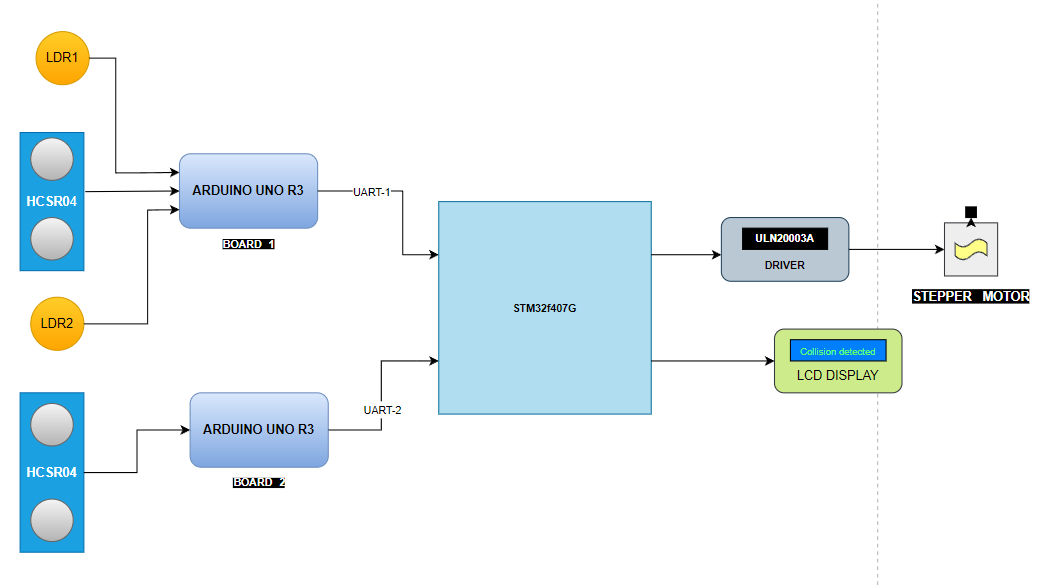 LDR1
HCSR04
LDR2
HCSR04
ARDUINO UNO R3
BOARD 1
ARDUINO UNO R3
BOARD 2
UART-1
UART-2
STM32f407G
ULN20003A
DRIVER
Collision detected
LCD DISPLAY
STEPPER MOTOR